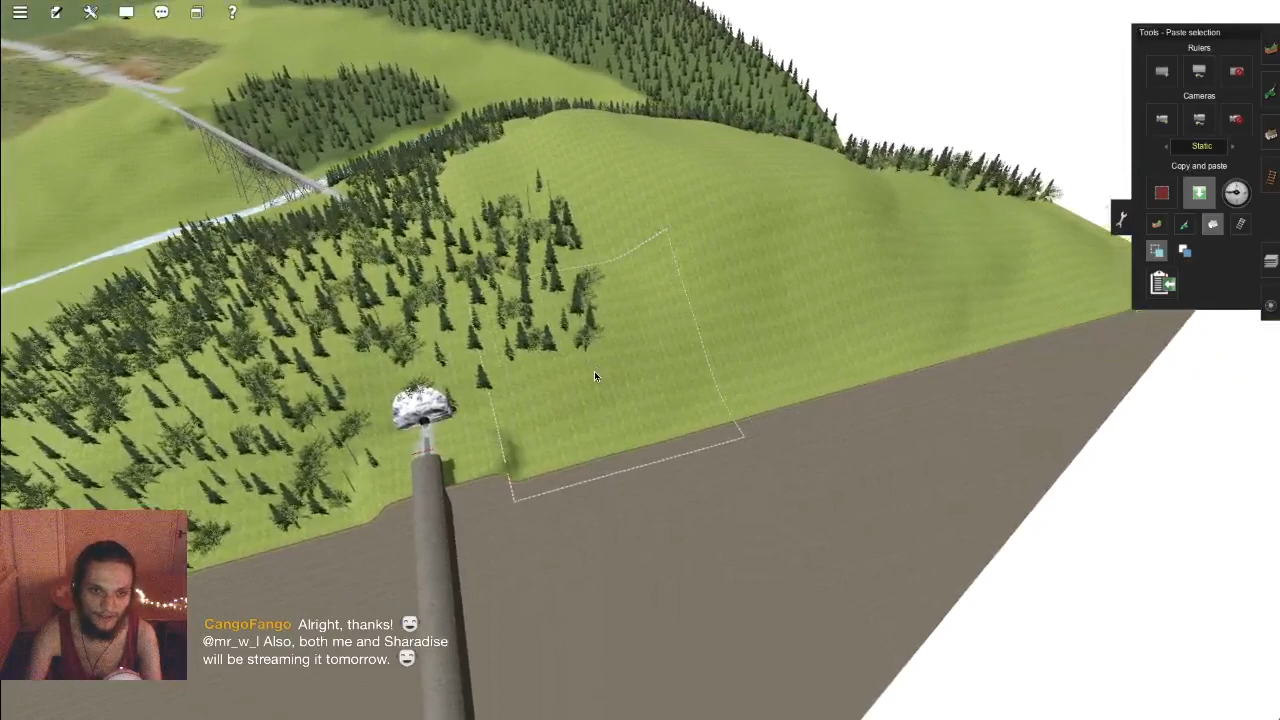 Tools - Paste selection
Rulers
Cameras
Static
Copy and paste
CangoFango Alright, thanks!
@mr_w_l Also, both me and Sharadise
will be streaming it tomorrow.